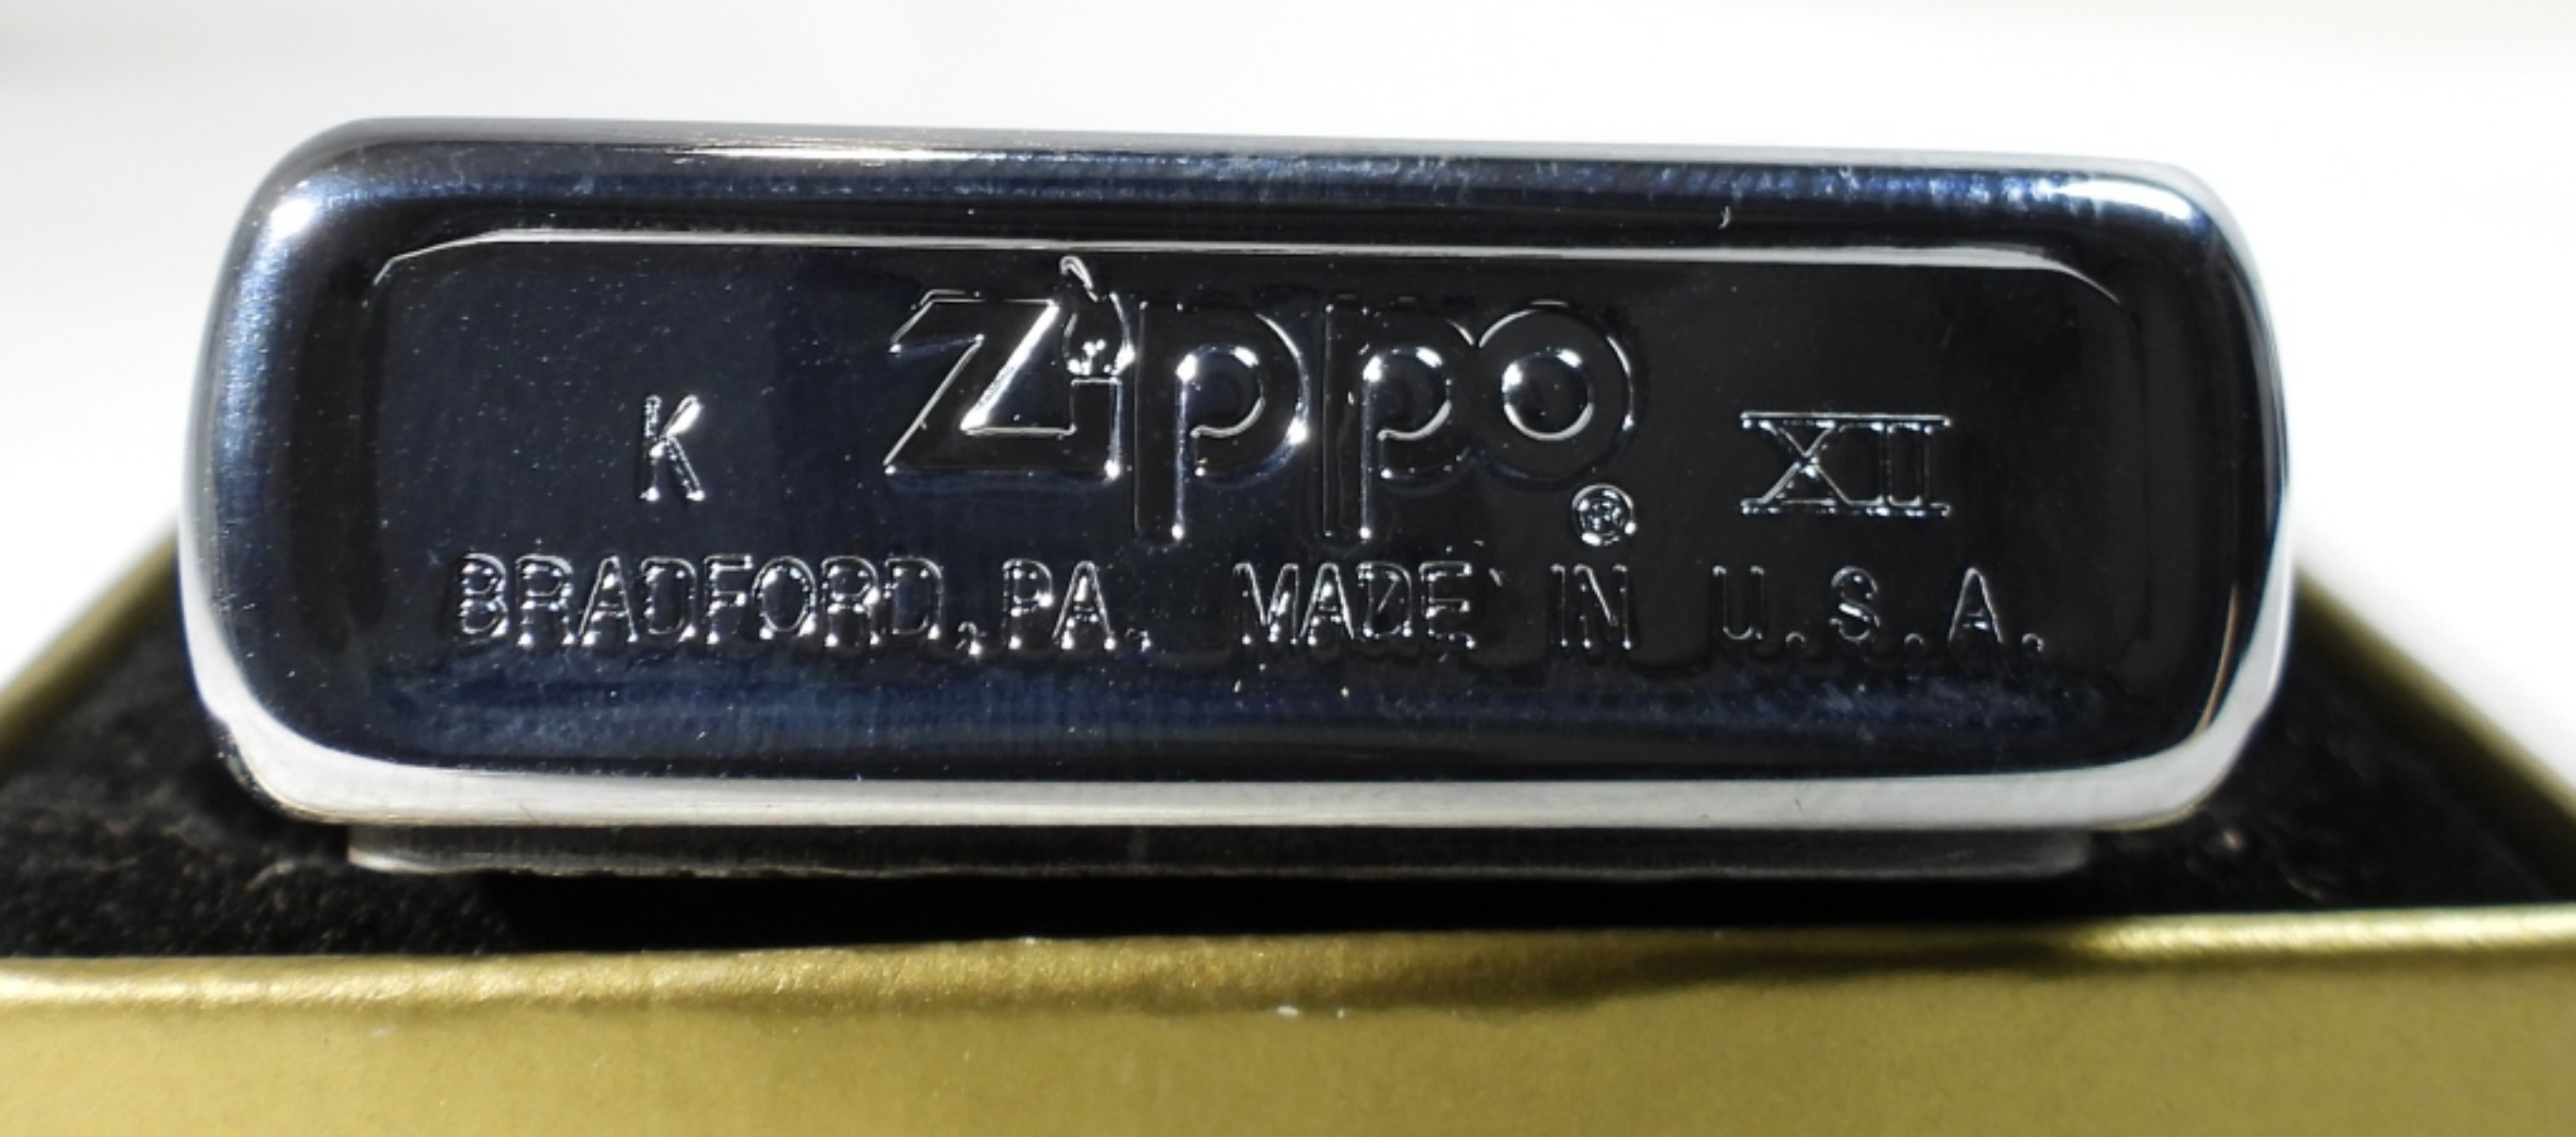 K Zippo® XII
BRADFORD, PA. MADE IN U.S.A.